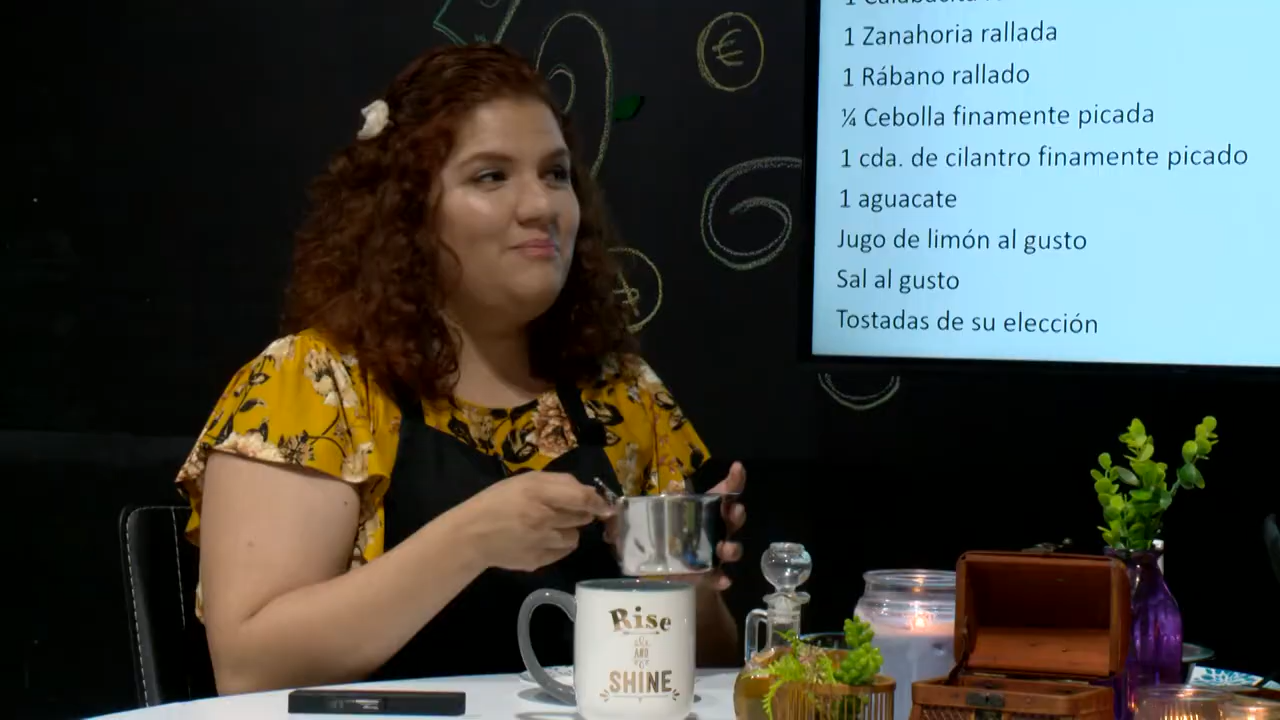 1 Zanahoria rallada
1 Rábano rallado
¼ Cebolla finamente picada
1 cda. de cilantro finamente picado
1 aguacate
Jugo de limón al gusto
Sal al gusto
Tostadas de su elección
€
Rise
AND
SHINE